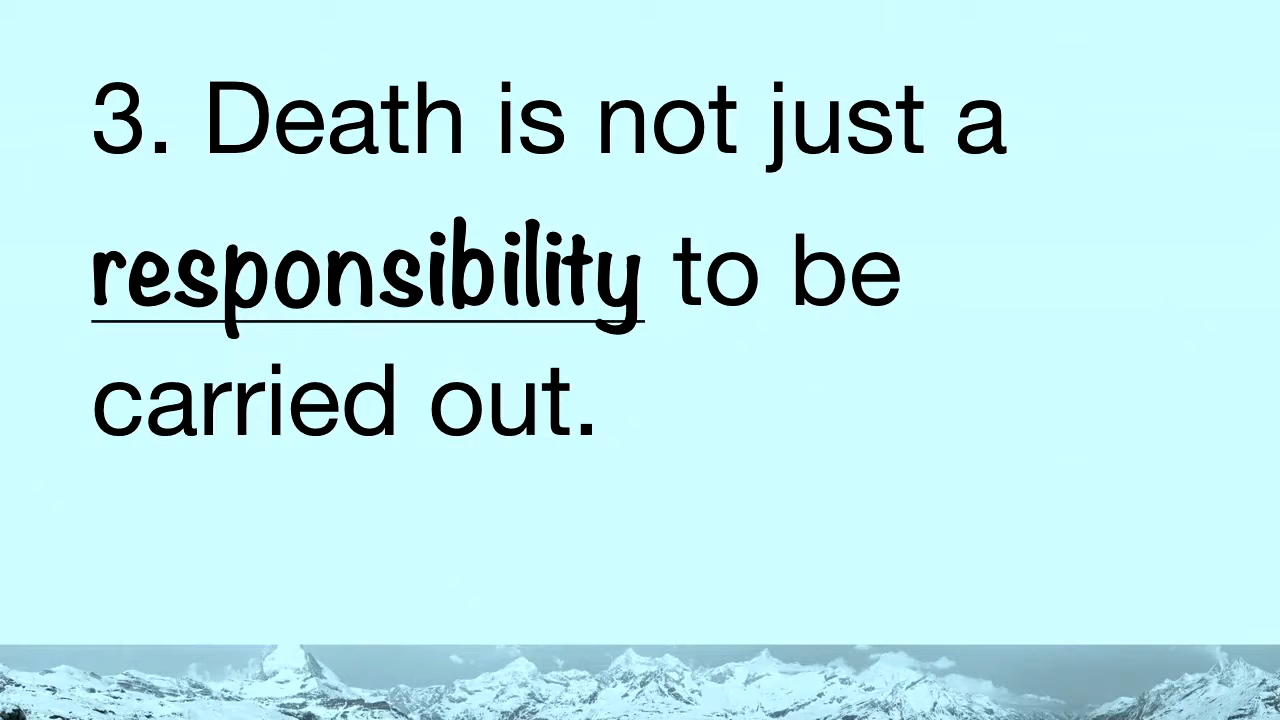 3. Death is not just a
responsibility to be
carried out.